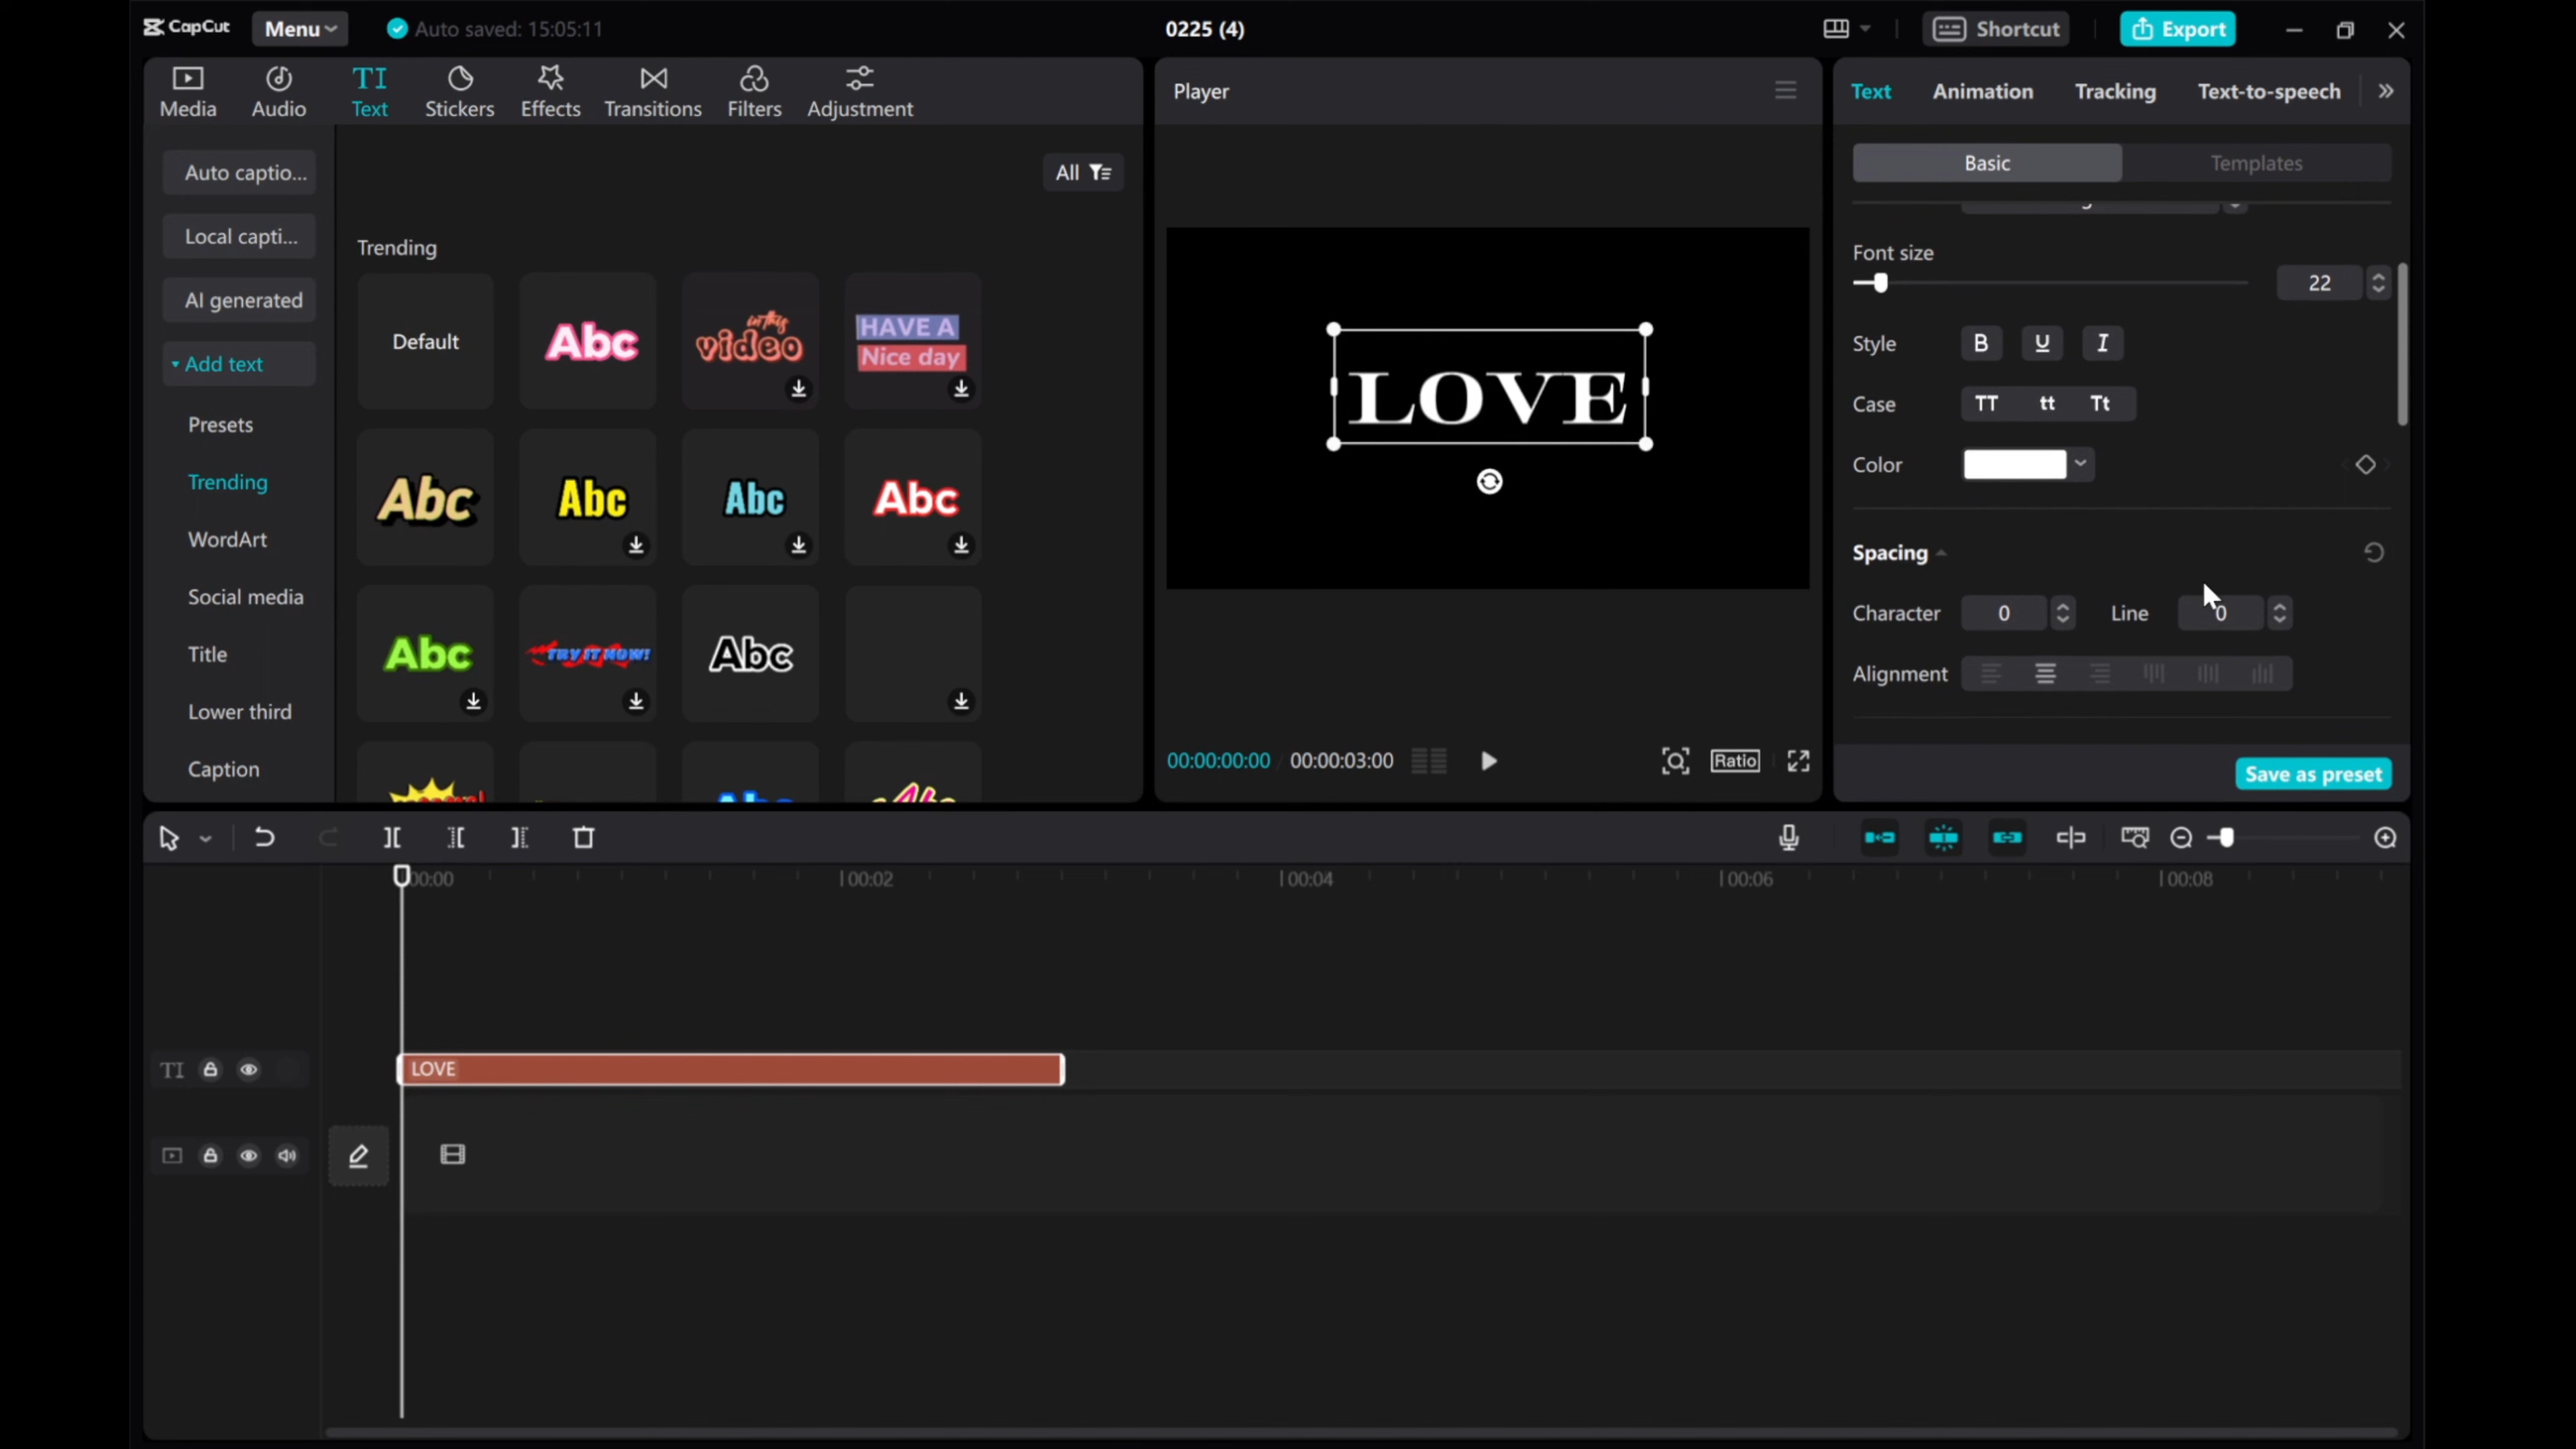 CapCut
Menu
Auto saved: 15:05:11
0225 (4)
Shortcut
Export
Media
Audio
TI
Text
Stickers
Effects
Transitions
Filters
Adjustment
Player
Text
Animation
Tracking
Text-to-speech
Auto captio...
Local capti...
AI generated
Add text
Presets
Trending
WordArt
Social media
Title
Lower third
Caption
All
Trending
Default
Abc
in this
video
HAVE A
Nice day
Abc
Abc
Abc
Abc
Abc
TRY IT NOW!
Abc
LOVE
00:00:00:00 / 00:00:03:00
Ratio
Basic
Templates
Font size
22
Style
B
U
I
Case
TT
tt
Tt
Color
Spacing
Character
0
Line
0
Alignment
Save as preset
00:00
00:02
00:04
00:06
00:08
TI
LOVE